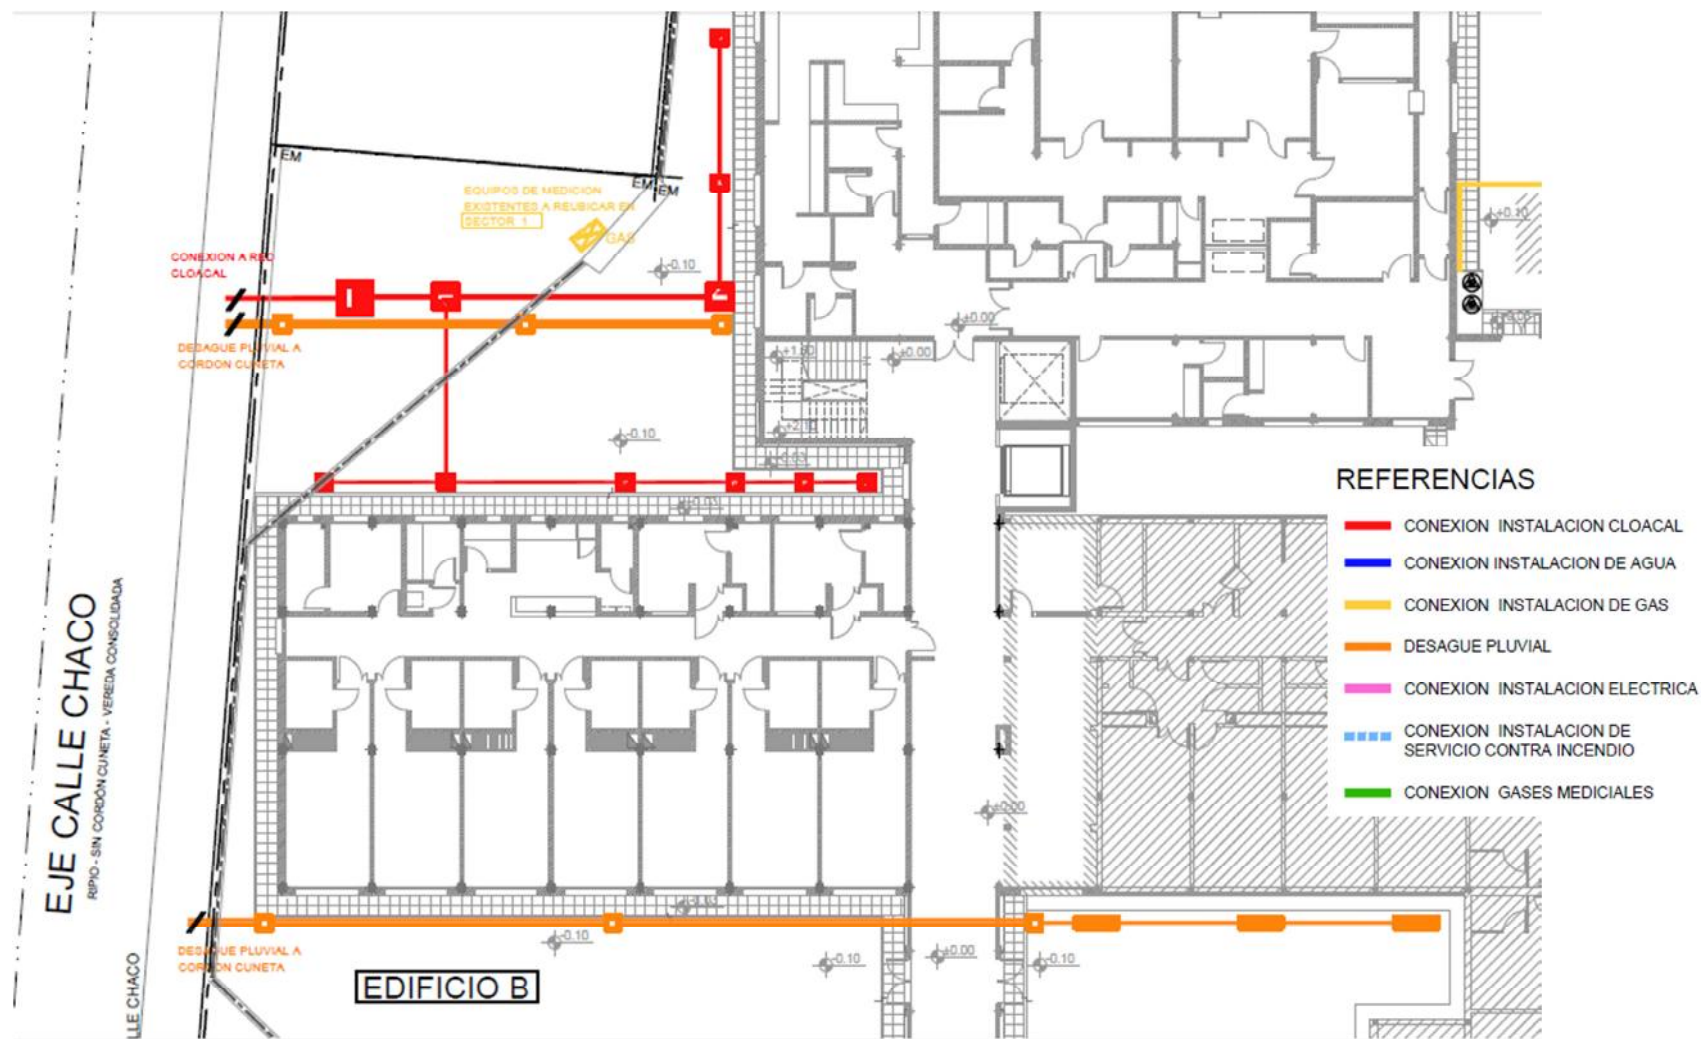 EM
EM
EM
EQUIPOS DE MEDICION
EXISTENTES A REUBICAR EN
SECTOR 1
GAS
+0.10
CONEXION A RED
CLOACAL
-0.10
±0.00
DESAGUE PLUVIAL A
CORDON CUNETA
±0.00
-0.10
REFERENCIAS
CONEXION INSTALACION CLOACAL
CONEXION INSTALACION DE AGUA
CONEXION INSTALACION DE GAS
DESAGUE PLUVIAL
CONEXION INSTALACION ELECTRICA
CONEXION INSTALACION DE
SERVICIO CONTRA INCENDIO
CONEXION GASES MEDICIALES
EJE CALLE CHACO
RIPIO - SIN CORDÓN CUNETA - VEREDA CONSOLIDADA
±0.00
DESAGUE PLUVIAL A
CORDON CUNETA
-0.10
-0.10
±0.00
-0.10
EDIFICIO B
LLE CHACO